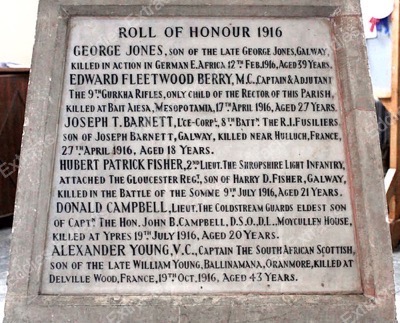 ROLL OF HONOUR 1916
GEORGE JONES, SON OF THE LATE GEORGE JONES, GALWAY,
KILLED IN ACTION IN GERMAN E. AFRICA 12TH FEB. 1916, AGED 39 YEARS.
EDWARD FLEETWOOD BERRY, M.C., CAPTAIN & ADJUTANT
THE 9TH GURKHA RIFLES, ONLY CHILD OF THE RECTOR OF THIS PARISH,
KILLED AT BAIT AIESA, MESOPOTAMIA, 17TH APRIL 1916, AGED 27 YEARS.
JOSEPH T. BARNETT, L'CE-CORPL, 8TH BATTN. THE R.I. FUSILIERS
SON OF JOSEPH BARNETT, GALWAY, KILLED NEAR HULLUCH, FRANCE,
27TH APRIL 1916, AGED 18 YEARS.
HUBERT PATRICK FISHER, 2ND LIEUT. THE SHROPSHIRE LIGHT INFANTRY,
ATTACHED THE GLOUCESTER REGT., SON OF HARRY D. FISHER, GALWAY,
KILLED IN THE BATTLE OF THE SOMME 9TH JULY 1916, AGED 21 YEARS.
DONALD CAMPBELL, LIEUT. THE COLDSTREAM GUARDS ELDEST SON
OF CAPTN. THE HON. JOHN B. CAMPBELL, D.S.O., D.L., MOYCULLEN HOUSE,
KILLED AT YPRES 19TH JULY 1916, AGED 20 YEARS.
ALEXANDER YOUNG, V.C., CAPTAIN THE SOUTH AFRICAN SCOTTISH,
SON OF THE LATE WILLIAM YOUNG, BALLINAMANA, ORANMORE, KILLED AT
DELVILLE WOOD, FRANCE, 19TH OCT. 1916, AGED 43 YEARS.